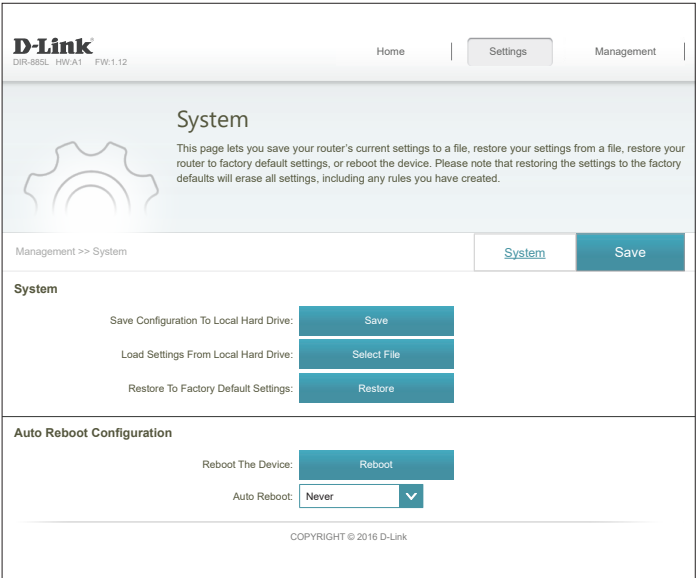 D-Link®
DIR-885L HW:A1 FW:1.12
Home
Settings
Management
System
This page lets you save your router's current settings to a file, restore your settings from a file, restore your
router to factory default settings, or reboot the device. Please note that restoring the settings to the factory
defaults will erase all settings, including any rules you have created.
Management >> System
System
Save
System
Save Configuration To Local Hard Drive:
Save
Load Settings From Local Hard Drive:
Select File
Restore To Factory Default Settings:
Restore
Auto Reboot Configuration
Reboot The Device:
Reboot
Auto Reboot:
Never
COPYRIGHT © 2016 D-Link